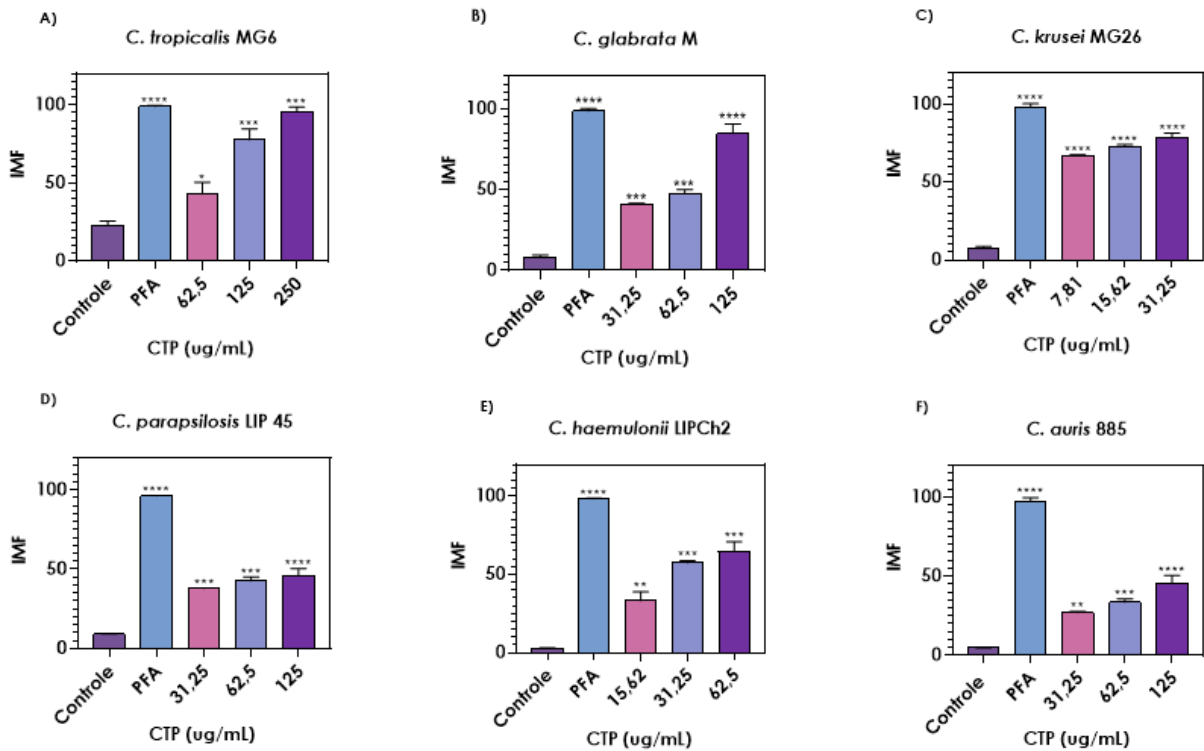 A)
C. tropicalis MG6
IMF
100
50
0
****
*
***
***
Controle
PFA
62,5
125
250
CTP (ug/mL)
B)
C. glabrata M
IMF
100
50
0
****
***
***
****
Controle
PFA
31,25
62,5
125
CTP (ug/mL)
C)
C. krusei MG26
IMF
100
50
0
****
****
****
****
Controle
PFA
7,81
15,62
31,25
CTP (ug/mL)
D)
C. parapsilosis LIP 45
IMF
100
50
0
****
***
***
****
Controle
PFA
31,25
62,5
125
CTP (ug/mL)
E)
C. haemulonii LIPCh2
IMF
100
50
0
****
**
***
***
Controle
PFA
15,62
31,25
62,5
CTP (ug/mL)
F)
C. auris 885
IMF
100
50
0
****
**
***
****
Controle
PFA
31,25
62,5
125
CTP (ug/mL)